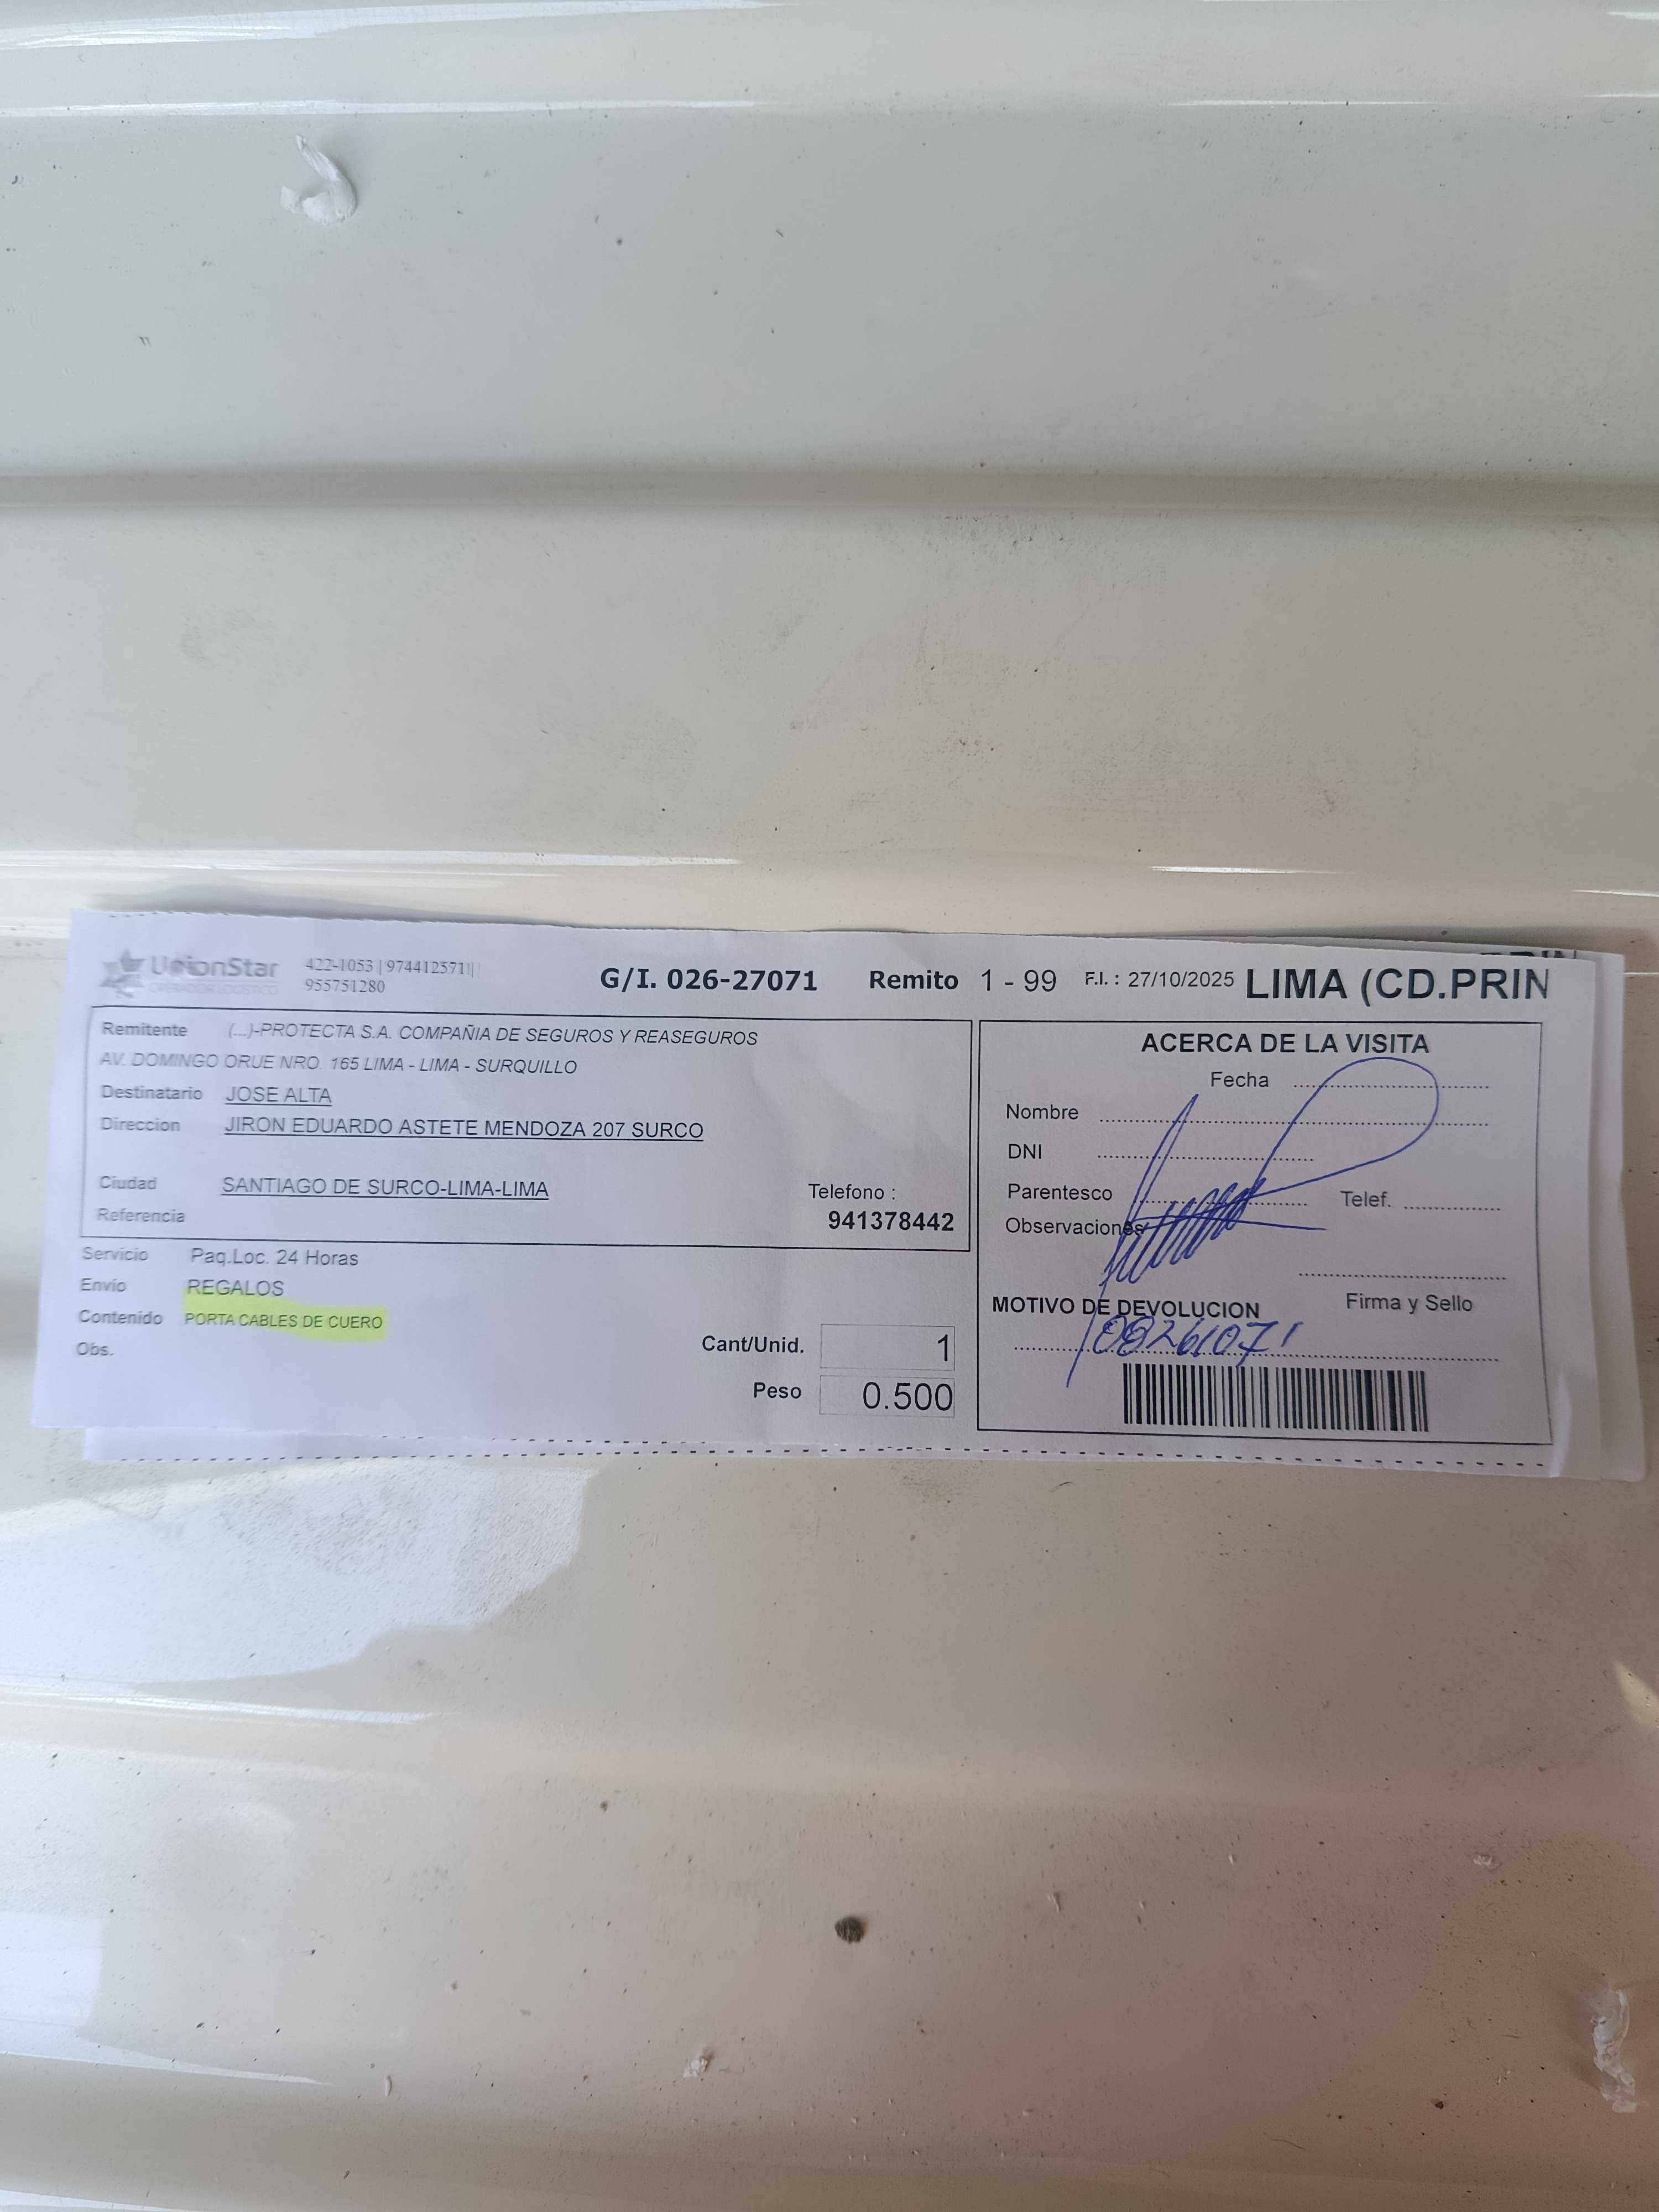 UnionStar
OPERADOR LOGISTICO
422-1053 | 974412571||
955751280
G/I. 026-27071
Remito 1 - 99
F.I. : 27/10/2025
LIMA (CD.PRIN
Remitente (...)-PROTECTA S.A. COMPAÑIA DE SEGUROS Y REASEGUROS
AV. DOMINGO ORUE NRO. 165 LIMA - LIMA - SURQUILLO
Destinatario JOSE ALTA
Direccion JIRON EDUARDO ASTETE MENDOZA 207 SURCO
Ciudad SANTIAGO DE SURCO-LIMA-LIMA
Telefono :
Referencia
941378442
Servicio Paq.Loc. 24 Horas
Envío REGALOS
Contenido PORTA CABLES DE CUERO
Obs.
Cant/Unid. 1
Peso 0.500
ACERCA DE LA VISITA
Fecha
Nombre
DNI
Parentesco
Telef.
Observaciones
Firma y Sello
MOTIVO DE DEVOLUCION